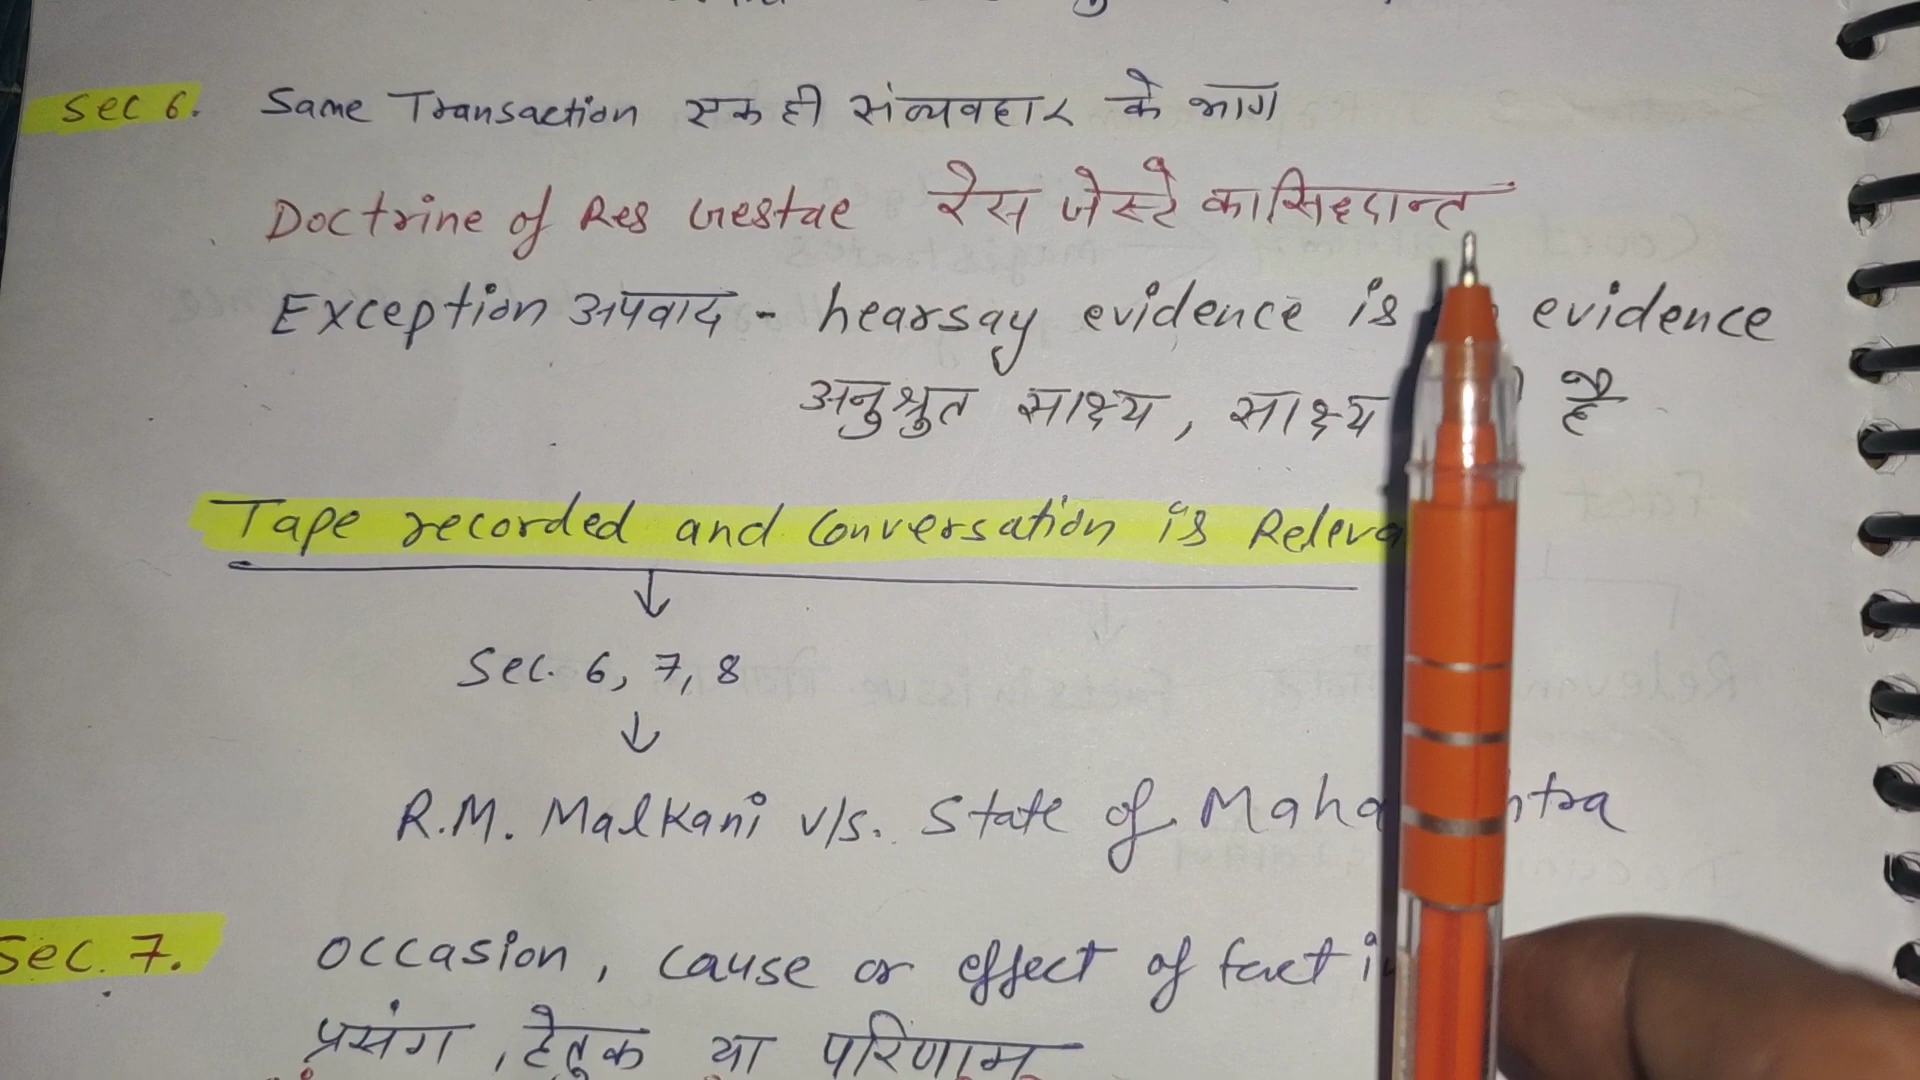 Sec 6. Same Transaction एक ही संव्यवहार के भाग
Doctrine of Res Gestae रेस जेस्टे का सिद्दान्त
Exception अपवाद - hearsay evidence is evidence
अनुश्रुत साक्ष्य, साक्ष्य है
Tape recorded and Conversation is Releva
Sec. 6, 7, 8
R.M. Malkani v/s. State of Maha ntra
Sec. 7. occasion, cause or effect of fact i
प्रसंग, हेतुक या परिणाम